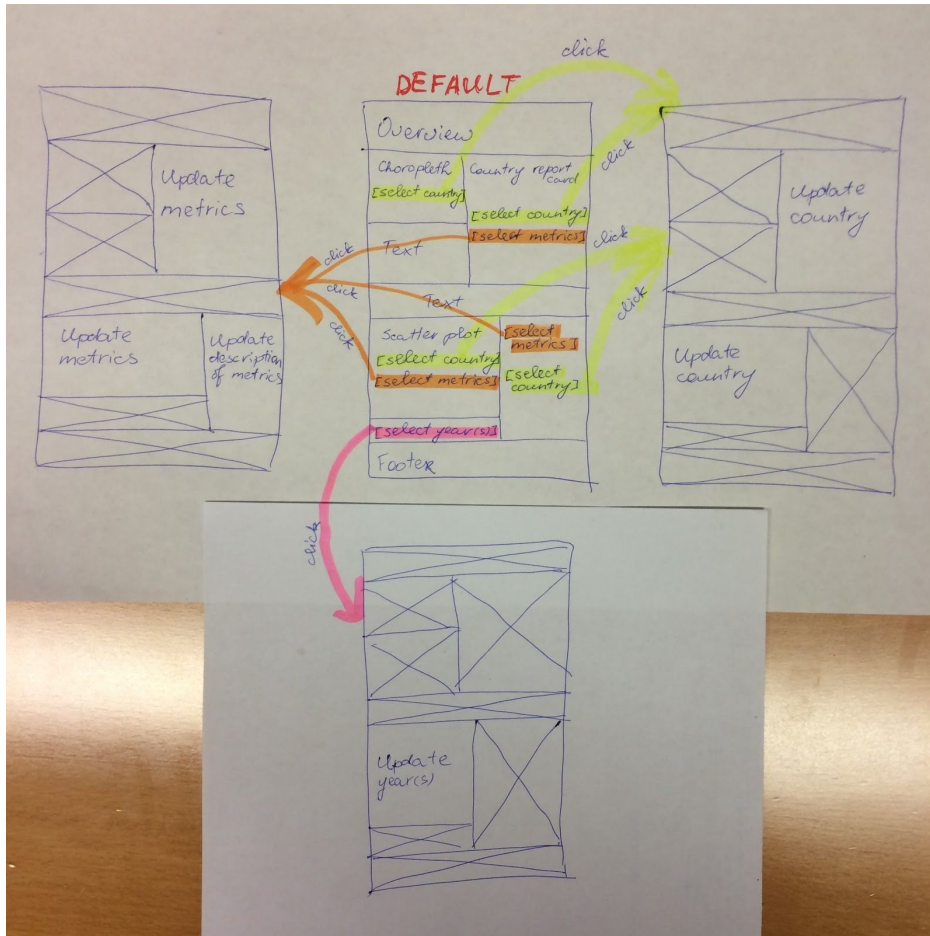 click
DEFAULT
Overview
Choropleth
[select country]
Country report
card
[select country]
[select metrics]
Text
Text
Scatter plot
[select country]
[select metrics]
[select
metrics]
[select
country]
[select year(s)]
Footer
click
click
click
click
click
click
click
Update
metrics
Update
metrics
Update
description
of metrics
Update
country
Update
country
Update
year(s)